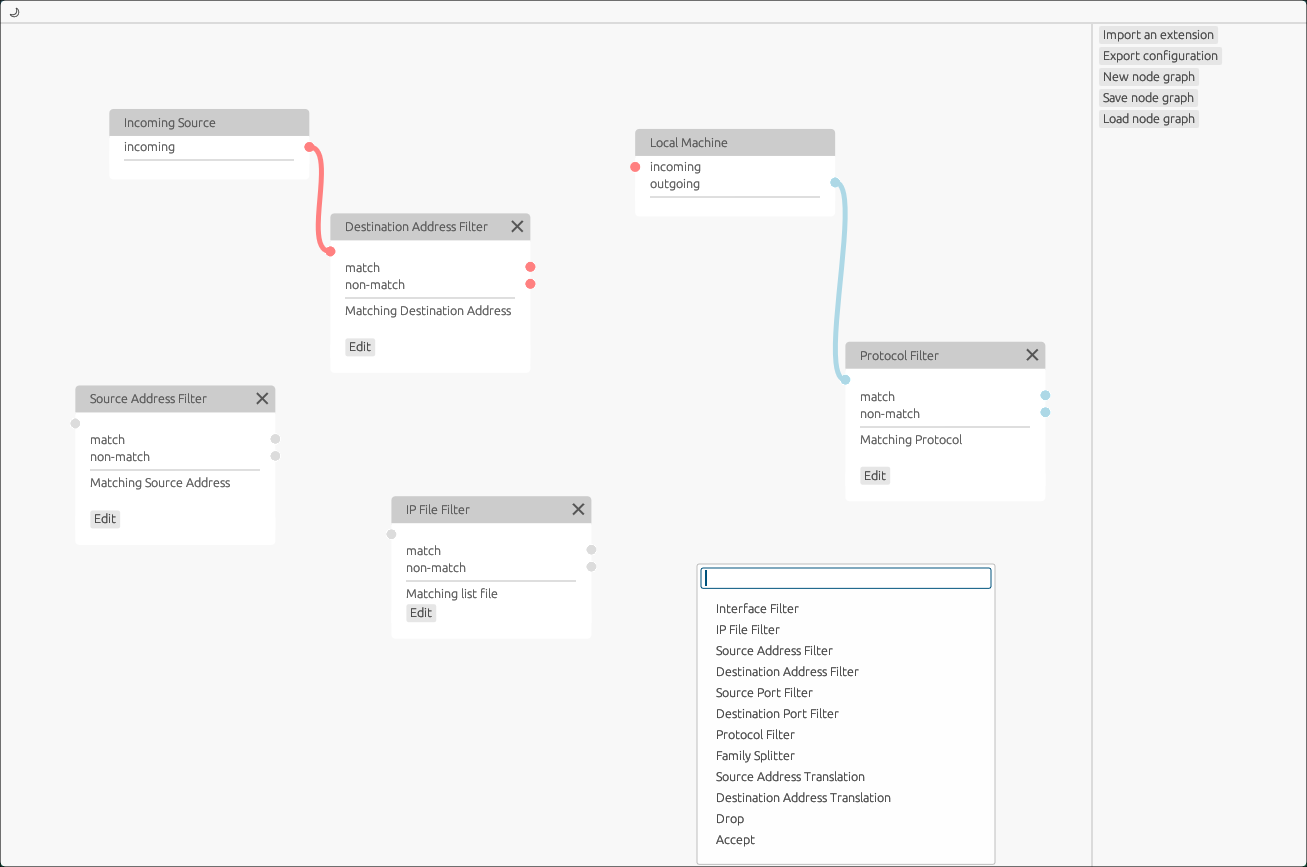 Import an extension
Export configuration
New node graph
Save node graph
Load node graph
Incoming Source
incoming
Local Machine
incoming
outgoing
Destination Address Filter
match
non-match
Matching Destination Address
Edit
Protocol Filter
match
non-match
Matching Protocol
Edit
Source Address Filter
match
non-match
Matching Source Address
Edit
IP File Filter
match
non-match
Matching list file
Edit
Interface Filter
IP File Filter
Source Address Filter
Destination Address Filter
Source Port Filter
Destination Port Filter
Protocol Filter
Family Splitter
Source Address Translation
Destination Address Translation
Drop
Accept